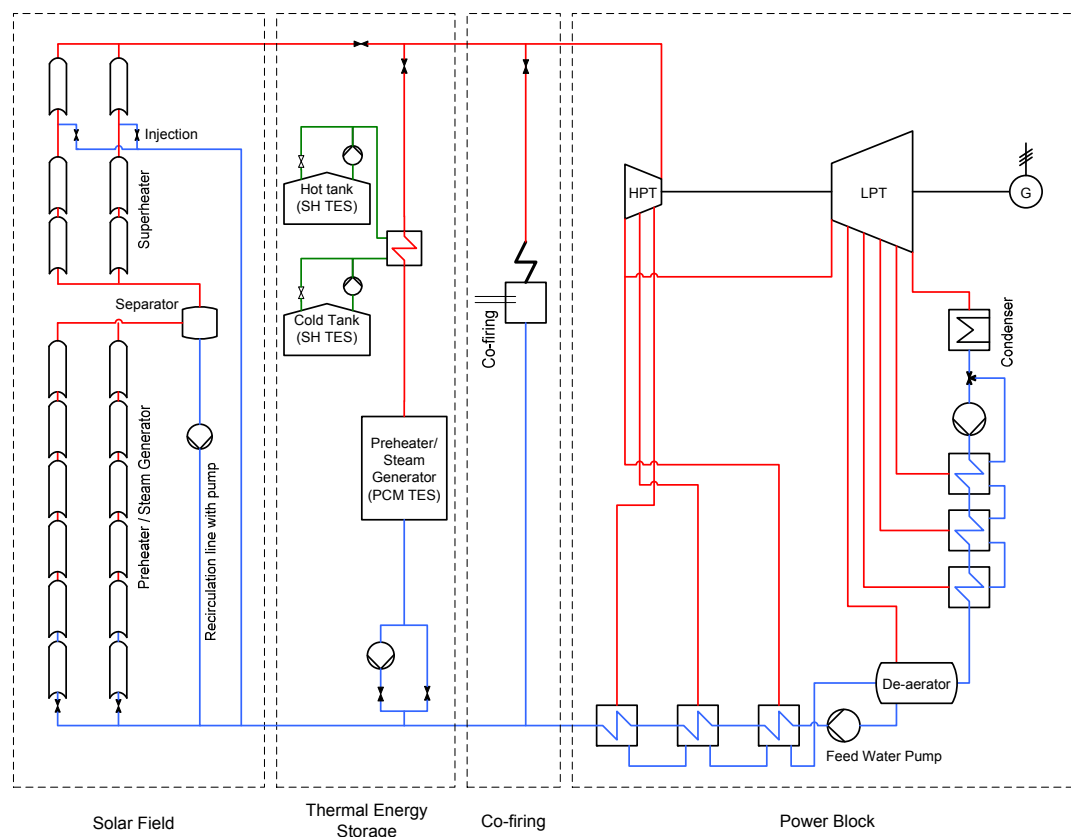 Injection
Superheater
Separator
Preheater / Steam Generator
Recirculation line with pump
Hot tank
(SH TES)
Cold Tank
(SH TES)
Preheater/
Steam
Generator
(PCM TES)
Co-firing
HPT
LPT
G
Condenser
De-aerator
Feed Water Pump
Solar Field
Thermal Energy
Storage
Co-firing
Power Block